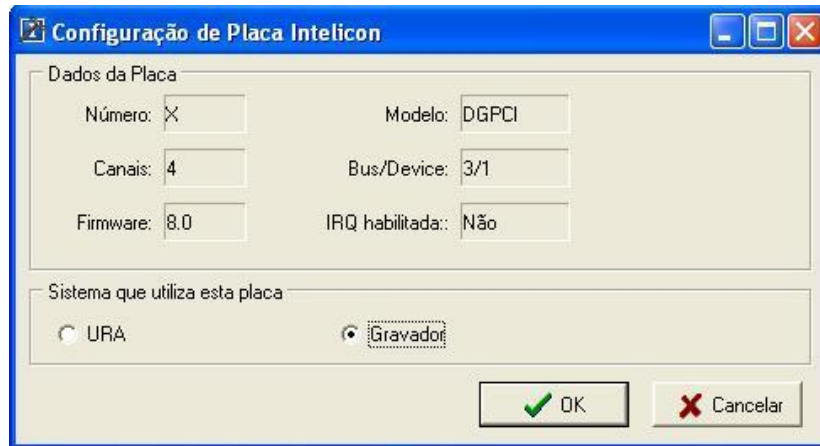 Configuração de Placa Intelicon
Dados da Placa
Número: X Modelo: DGPCI
Canais: 4 Bus/Device: 3/1
Firmware: 8.0 IRQ habilitada:: Não
Sistema que utiliza esta placa
URA Gravador
OK Cancelar